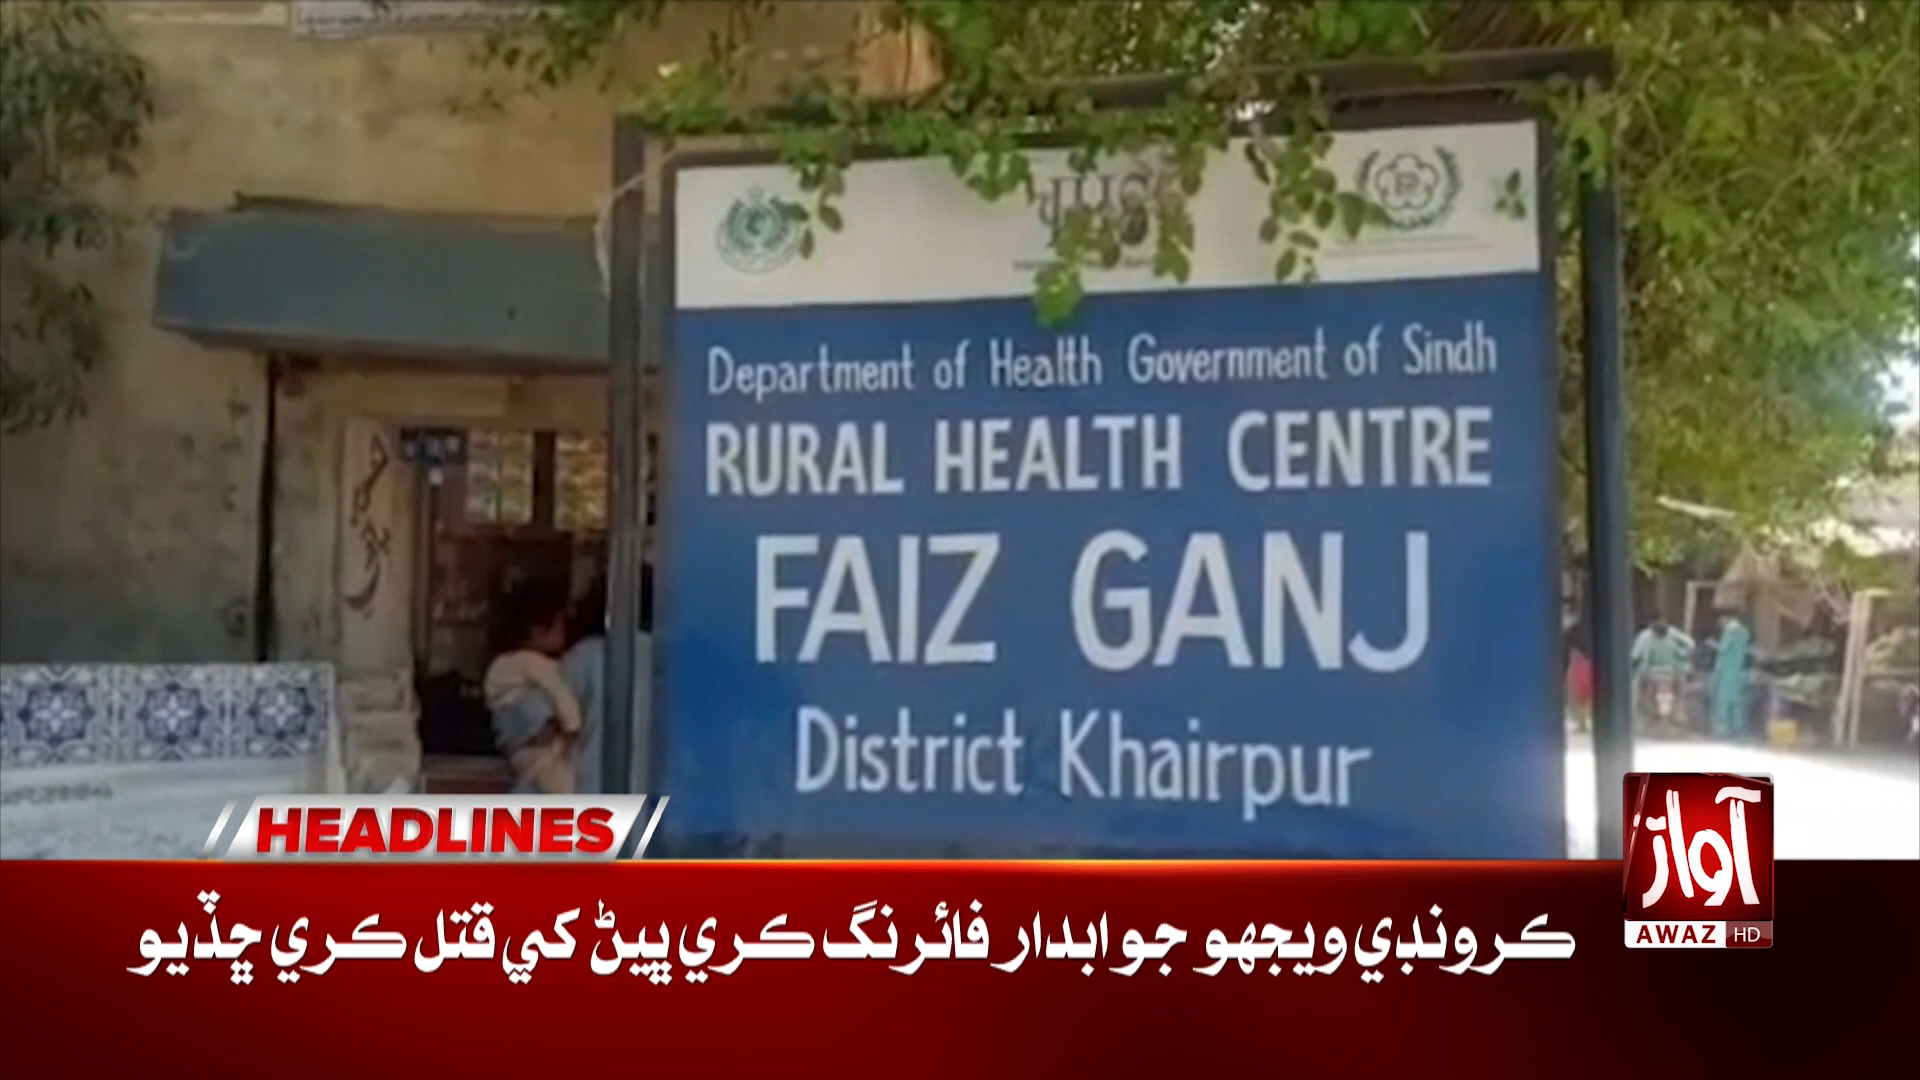 Department of Health Government of Sindh
RURAL HEALTH CENTRE
FAIZ GANJ
District Khairpur
HEADLINES
ڪرونڊي ويجهو جوابدار فائرنگ ڪري ڀيڻ کي قتل ڪري ڇڏيو
آواز
AWAZ HD